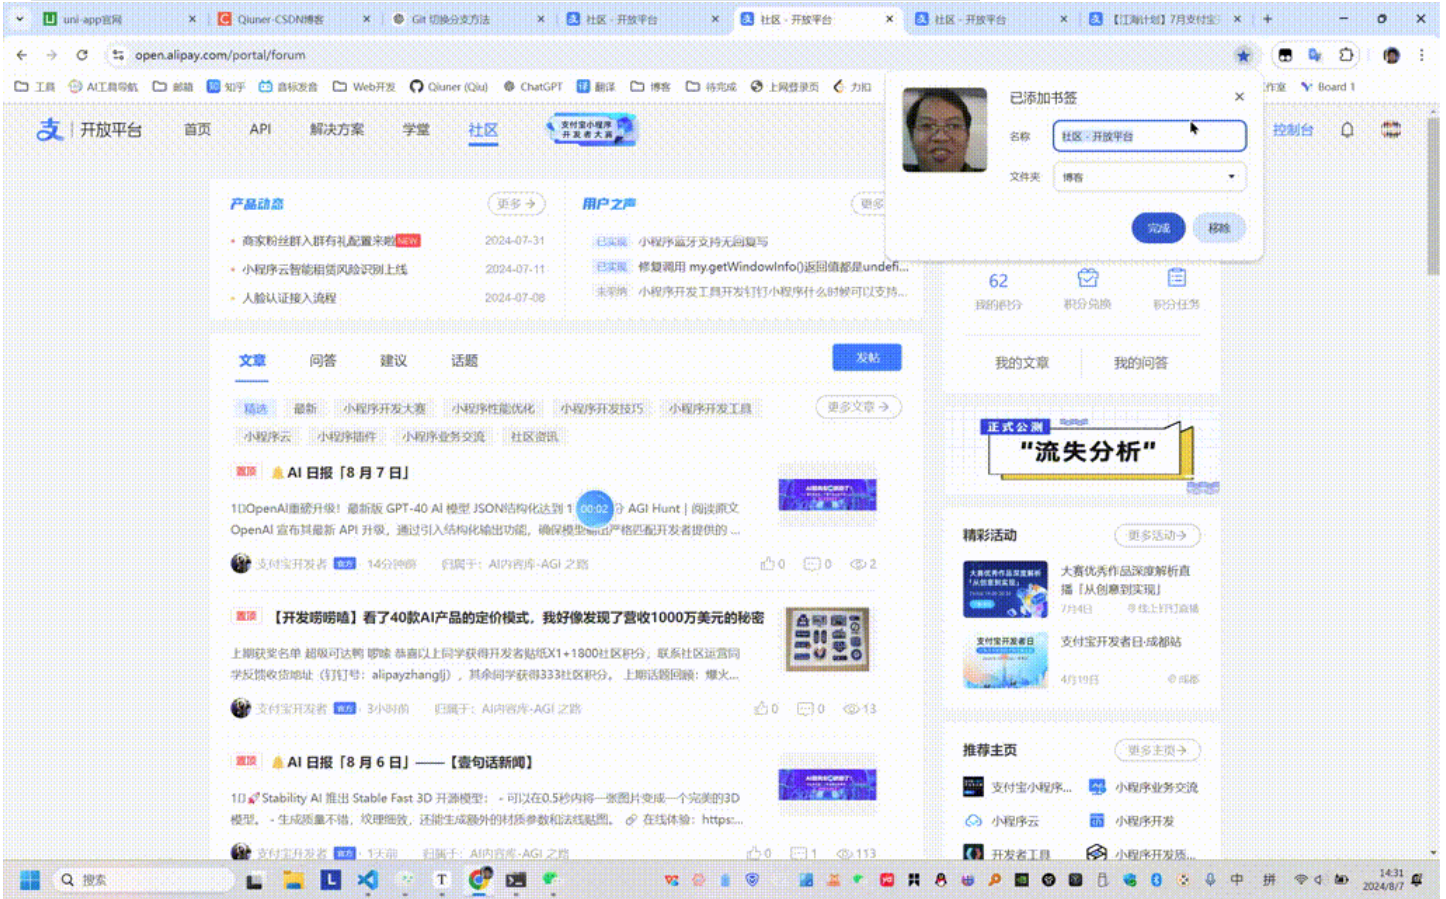 uni-app官网
Qiuner-CSDN博客
Git 切换分支方法
社区 - 开放平台
社区 - 开放平台
社区 - 开放平台
【江海计划】7月支付宝
open.alipay.com/portal/forum
工具
AI工具导航
邮箱
知乎
音标发音
Web开发
Qiuner (Qiu)
ChatGPT
翻译
博客
待完成
上网登录页
力扣
作室
Board 1
已添加书签
名称
社区 - 开放平台
文件夹
博客
完成
移除
支 开放平台
首页
API
解决方案
学堂
社区
支付宝小程序
开发者大赛
控制台
产品动态
更多
商家粉丝群入群有礼配置来啦 NEW
2024-07-31
小程序云智能租赁风险识别上线
2024-07-11
人脸认证接入流程
2024-07-08
用户之声
更多
已实现 小程序蓝牙支持无回复写
已实现 修复调用 my.getWindowInfo()返回值都是undefi...
未采纳 小程序开发工具开发钉钉小程序什么时候可以支持...
62
我的积分
积分兑换
积分任务
我的文章
我的问答
文章
问答
建议
话题
发帖
精选
最新
小程序开发大赛
小程序性能优化
小程序开发技巧
小程序开发工具
更多文章
小程序云
小程序插件
小程序业务交流
社区资讯
置顶 AI 日报「8 月 7 日」
OpenAI重磅升级！最新版 GPT-4O AI 模型 JSON结构化达到 1
00:02
分 AGI Hunt | 阅读原文
OpenAI 宣布其最新 API 升级，通过引入结构化输出功能，确保模型输出严格匹配开发者提供的 ...
支付宝开发者 官方 · 14分钟前 归属于：AI内容库-AGI 之路
0
0
2
置顶 【开发唠唠嗑】看了40款AI产品的定价模式，我好像发现了营收1000万美元的秘密
上期获奖名单 超级可达鸭 啰嗦 恭喜以上同学获得开发者贴纸X1+1800社区积分，联系社区运营同
学反馈收货地址（钉钉号：alipayzhanglj），其余同学获得333社区积分。 上期话题回顾：爆火...
支付宝开发者 官方 · 3小时前 归属于：AI内容库-AGI 之路
0
0
13
置顶 AI 日报「8 月 6 日」——【壹句话新闻】
Stability AI 推出 Stable Fast 3D 开源模型： - 可以在0.5秒内将一张图片变成一个完美的3D
模型。 - 生成质量不错，纹理细致，还能生成额外的材质参数和法线贴图。 在线体验：https:...
支付宝开发者 官方 · 1天前 归属于：AI内容库-AGI 之路
0
1
113
正式公测
“流失分析”
精彩活动
更多活动
大赛优秀作品深度解析
「从创意到实现」
大赛优秀作品深度解析直
播「从创意到实现」
7月4日
线上钉钉直播
支付宝开发者日
支付宝开发者日·成都站
4月19日
成都
推荐主页
更多主页
支付宝小程序...
小程序业务交流
小程序云
小程序开发
开发者工具
小程序开发质...
搜索
中
拼
14:31
2024/8/7